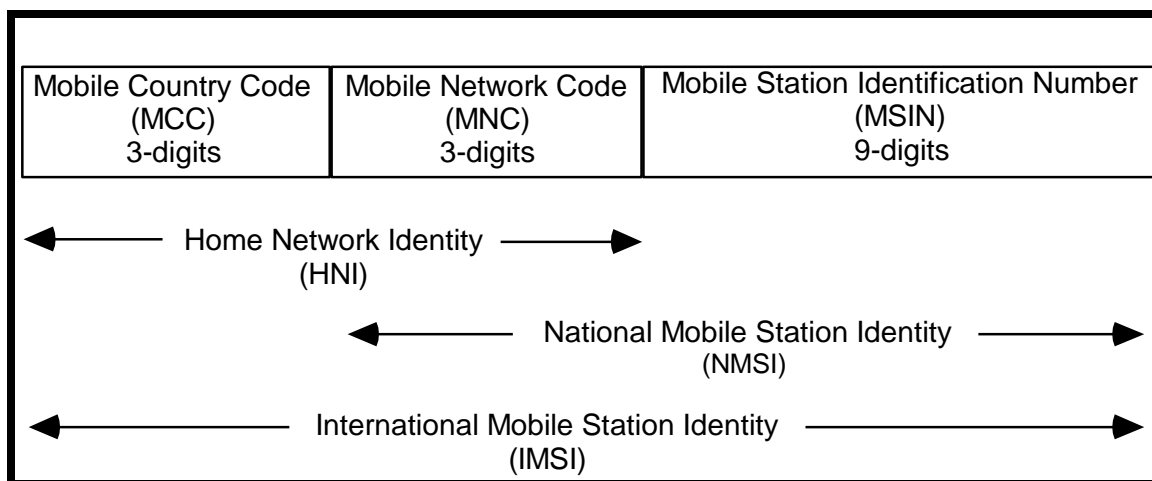 Mobile Country Code
(MCC)
3-digits
Mobile Network Code
(MNC)
3-digits
Mobile Station Identification Number
(MSIN)
9-digits
Home Network Identity
(HNI)
National Mobile Station Identity
(NMSI)
International Mobile Station Identity
(IMSI)